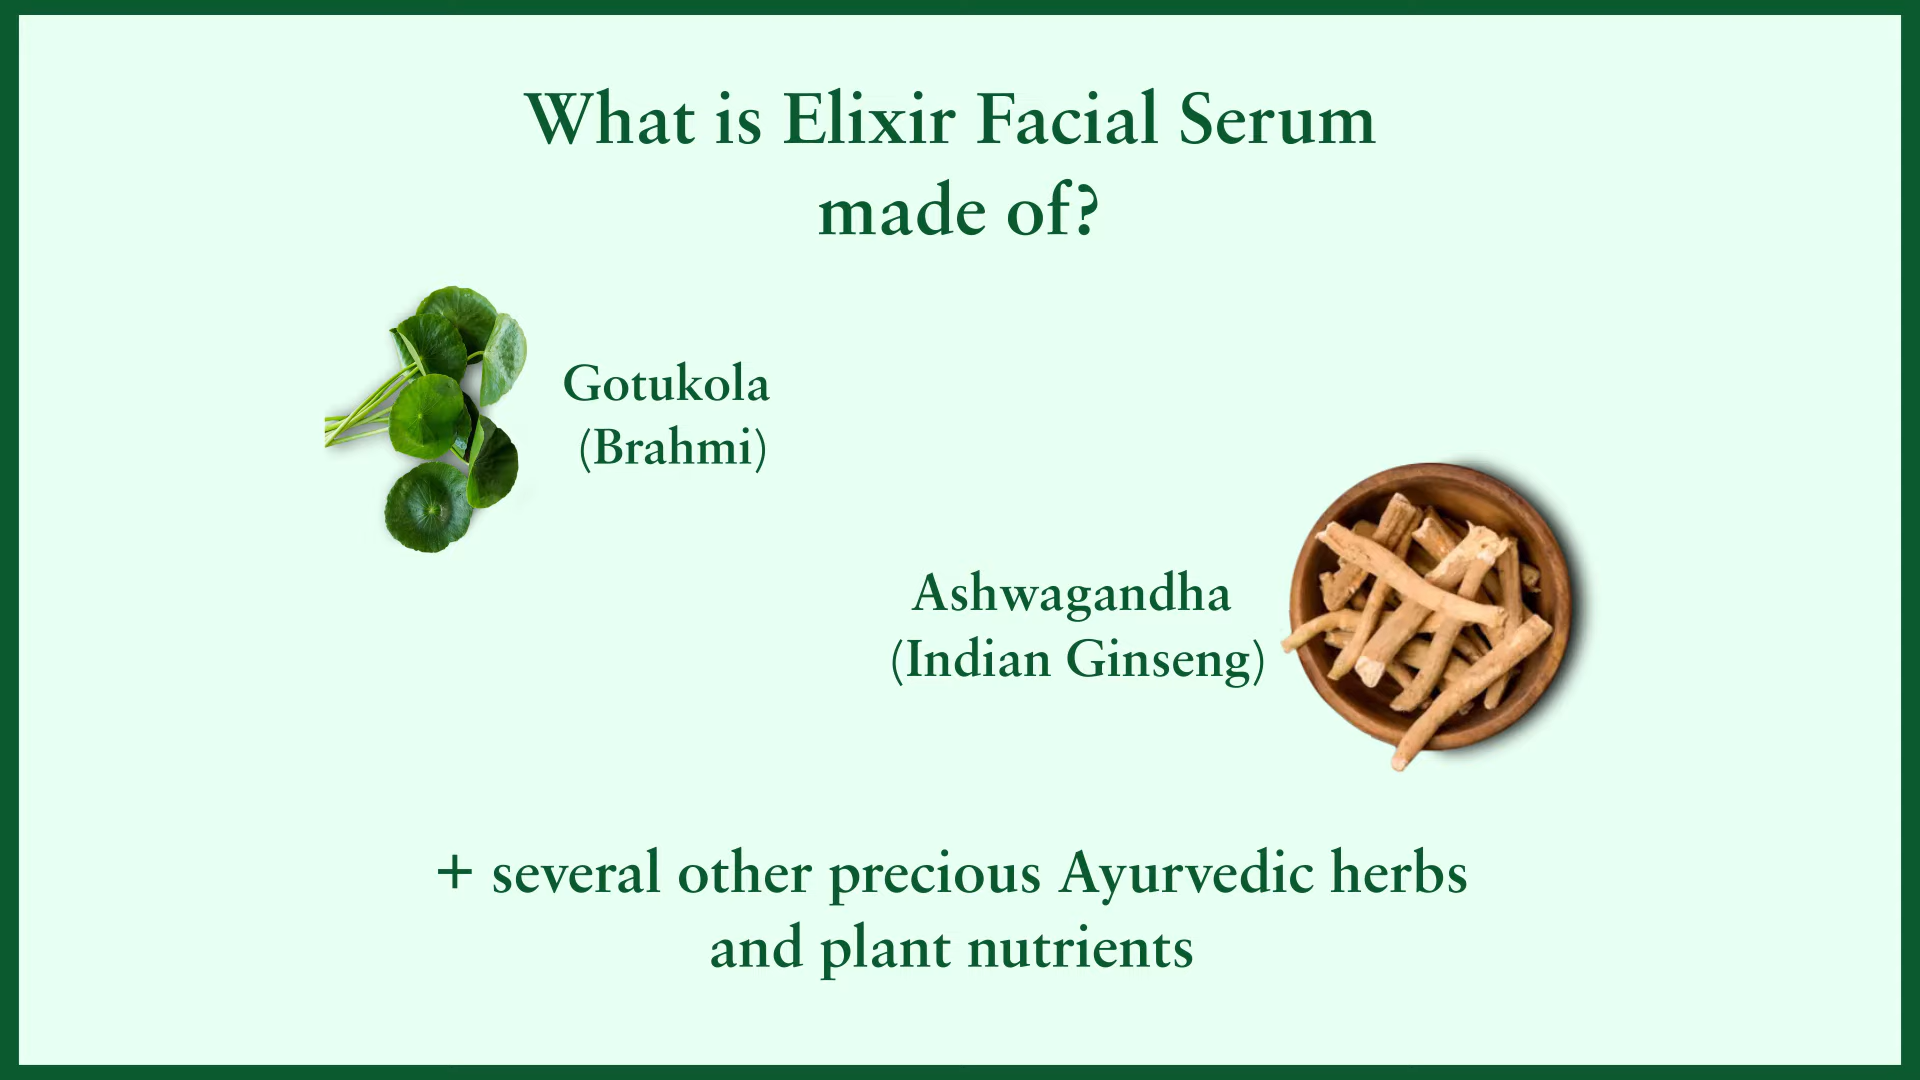 What is Elixir Facial Serum
made of?
Gotukola
(Brahmi)
Ashwagandha
(Indian Ginseng)
+ several other precious Ayurvedic herbs
and plant nutrients